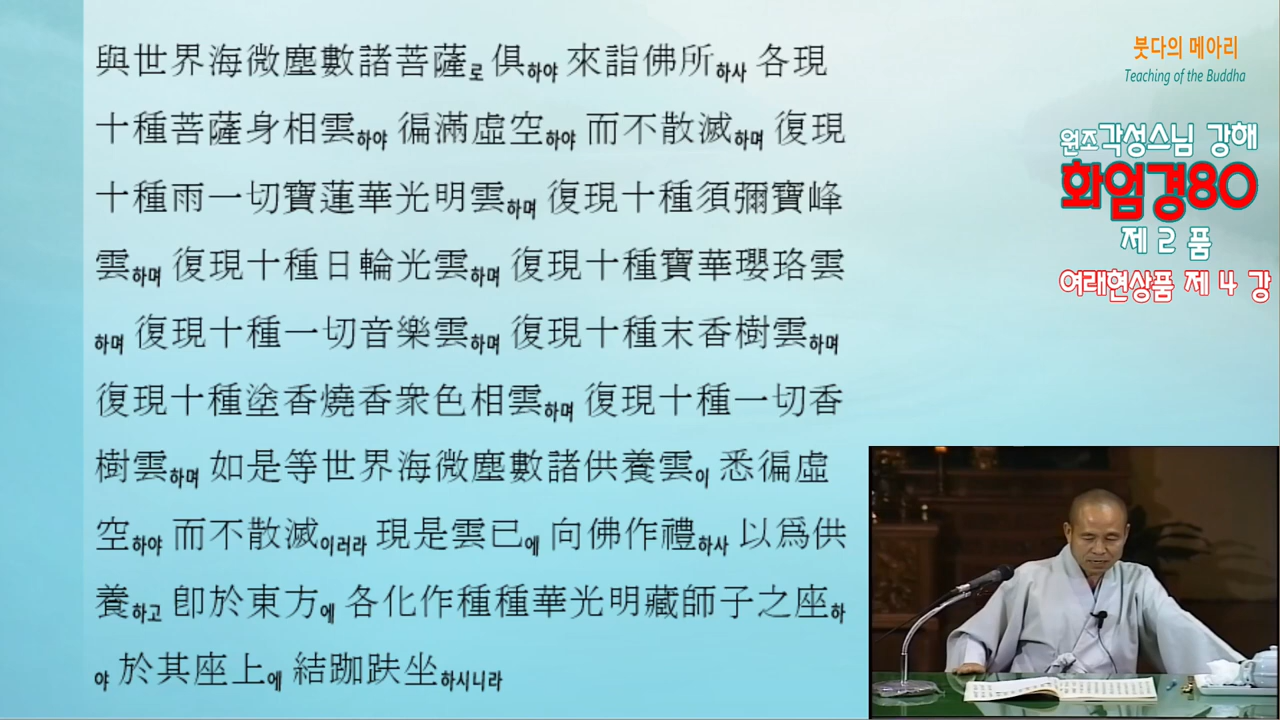 與世界海微塵數諸菩薩로 俱하야 來詣佛所하사 各現
十種菩薩身相雲하야 徧滿虛空하야 而不散滅하며 復現
十種雨一切寶蓮華光明雲하며 復現十種須彌寶峰
雲하며 復現十種日輪光雲하며 復現十種寶華瓔珞雲
하며 復現十種一切音樂雲하며 復現十種末香樹雲하며
復現十種塗香燒香衆色相雲하며 復現十種一切香
樹雲하며 如是等世界海微塵數諸供養雲이 悉徧虛
空하야 而不散滅이러라 現是雲已에 向佛作禮하사 以爲供
養하고 卽於東方에 各化作種種華光明藏師子之座하
야 於其座上에 結跏趺坐하시니라
붓다의 메아리
Teaching of the Buddha
원조각성스님 강해
화엄경80
제 2 품
여래현상품 제 4 강